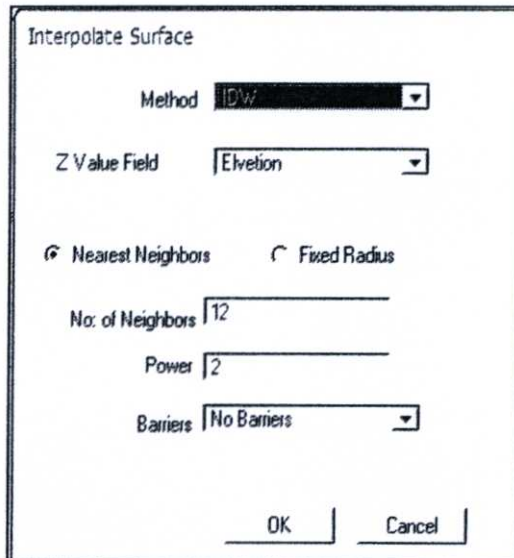 Interpolate Surface
Method IDW
Z Value Field Elvetion
Nearest Neighbors Fixed Radius
No: of Neighbors 12
Power 2
Barriers No Barriers
OK Cancel